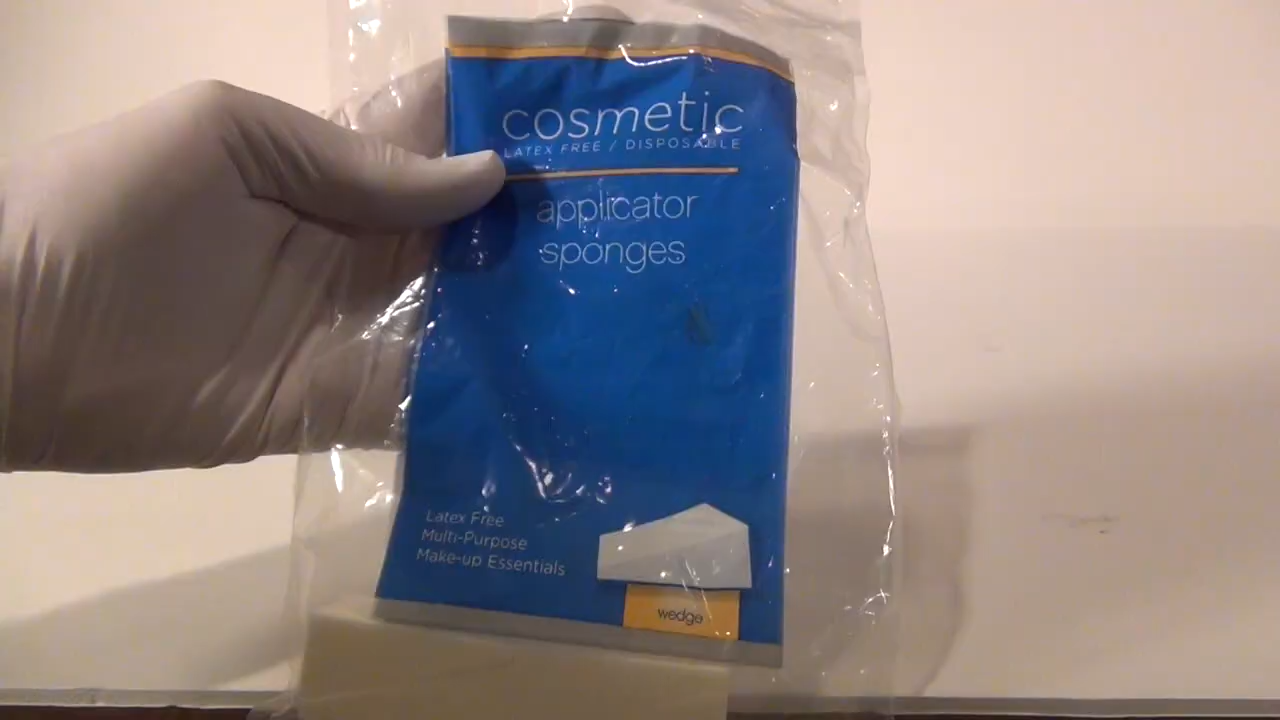 cosmetic
LATEX FREE / DISPOSABLE
applicator
sponges
Latex Free
Multi-Purpose
Make-up Essentials
wedge